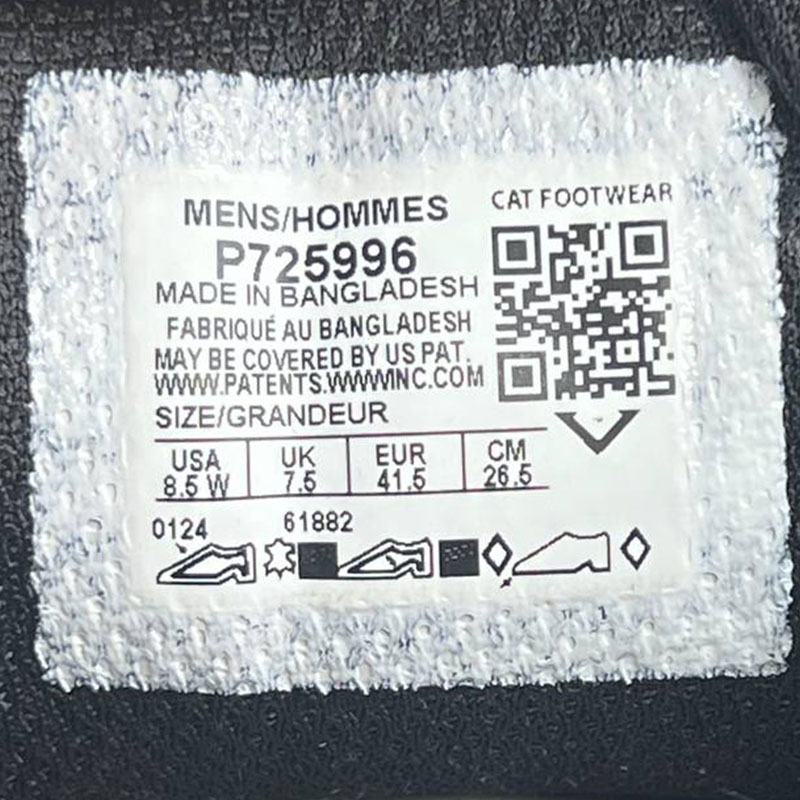 MENS/HOMMES
P725996
MADE IN BANGLADESH
FABRIQUÉ AU BANGLADESH
MAY BE COVERED BY US PAT.
WWW.PATENTS.WWWINC.COM
SIZE/GRANDEUR
USA UK EUR CM
8.5 W 7.5 41.5 26.5
0124 61882
CAT FOOTWEAR